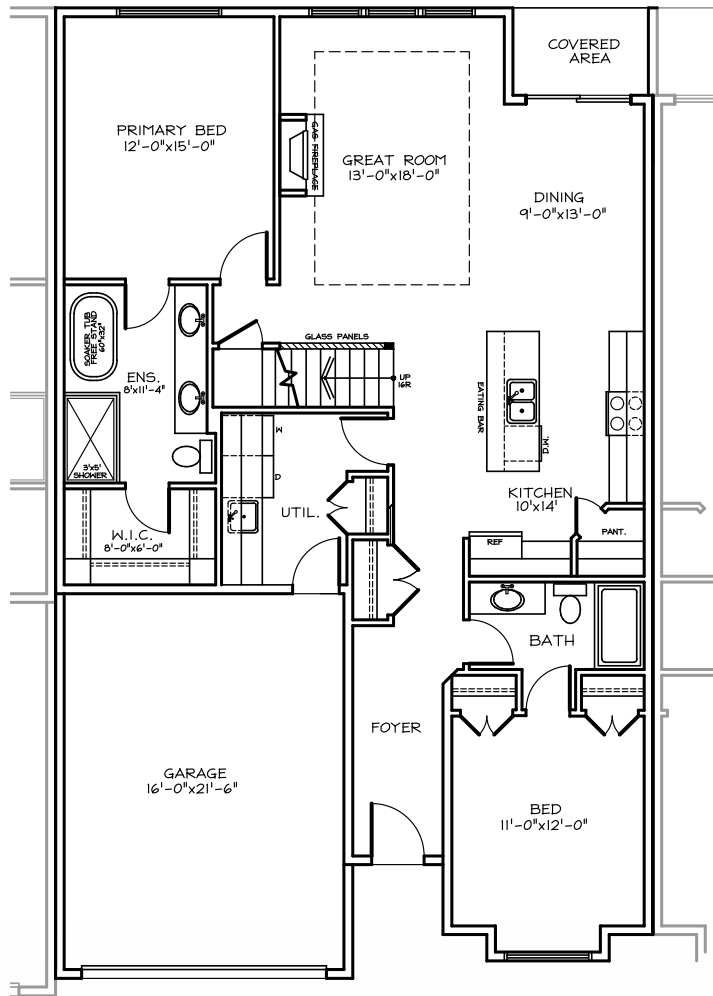 COVERED
AREA
PRIMARY BED
12'-0"x15'-0"
GAS FIREPLACE
GREAT ROOM
13'-0"x18'-0"
DINING
9'-0"x13'-0"
SOAKER TUB
FREE STAND
60"x32"
GLASS PANELS
ENS.
8'x11'-4"
UP
16R
EATING BAR
W
D.W.
3'x5'
SHOWER
D
KITCHEN
10'x14'
UTIL.
W.I.C.
8'-0"x6'-0"
REF
PANT.
BATH
FOYER
GARAGE
16'-0"x21'-6"
BED
11'-0"x12'-0"